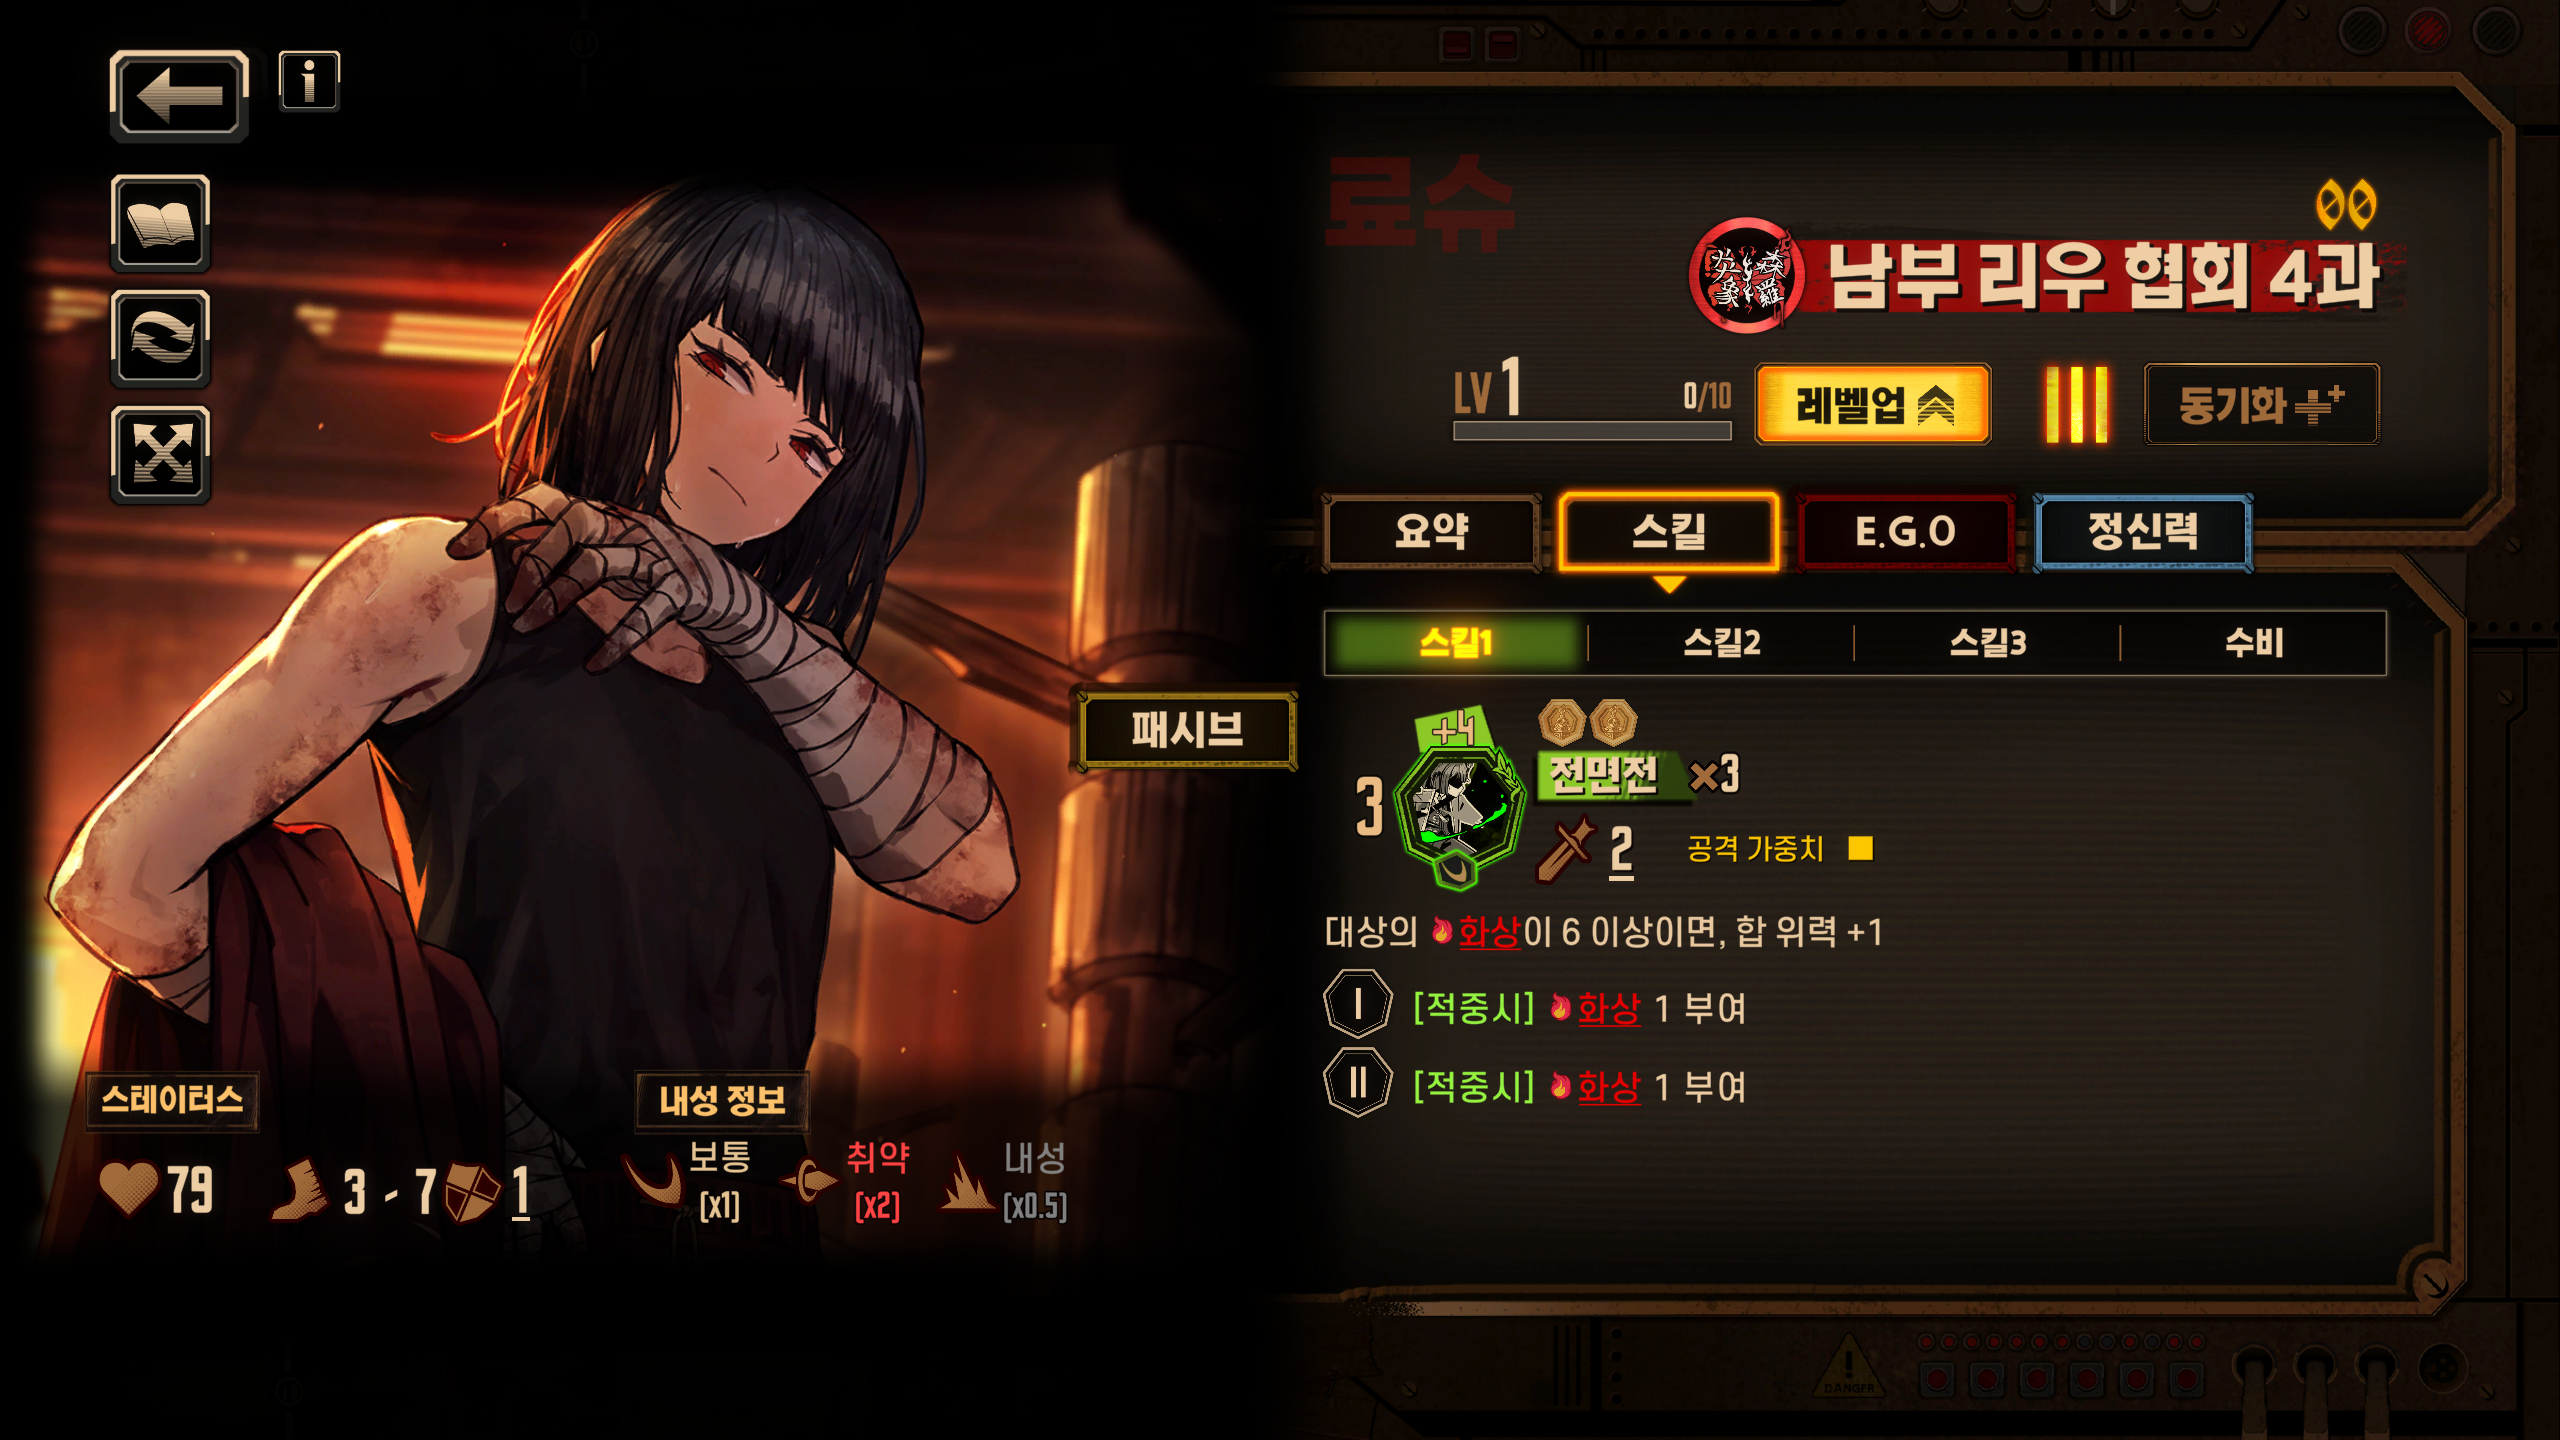 료슈
남부 리우 협회 4과
LV 1
0/10
레벨업
동기화
요약
스킬
E.G.O
정신력
스킬1
스킬2
스킬3
수비
패시브
+4
3
전면전 ×3
2
공격 가중치
대상의 화상이 6 이상이면, 합 위력 +1
I [적중시] 화상 1 부여
II [적중시] 화상 1 부여
스테이터스
79
3 - 7
1
내성 정보
보통
[x1]
취약
[x2]
내성
[x0.5]
DANGER